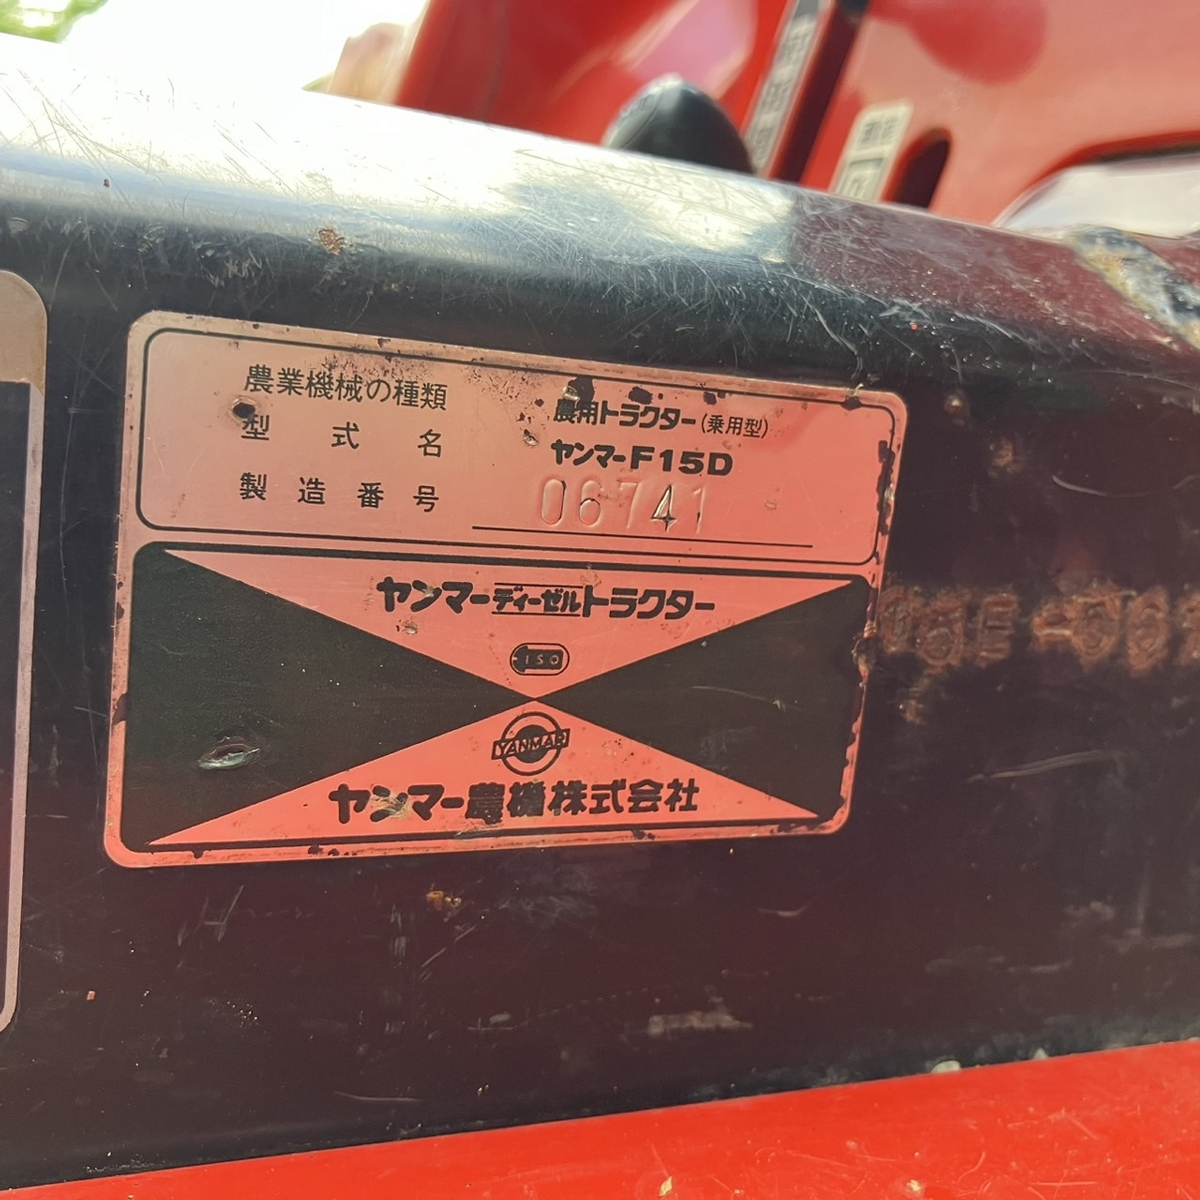 農業機械の種類 農用トラクター(乗用型)
型式名 ヤンマーF15D
製造番号 06741
ヤンマーディーゼルトラクター
ISO
YANMAR
ヤンマー農機株式会社